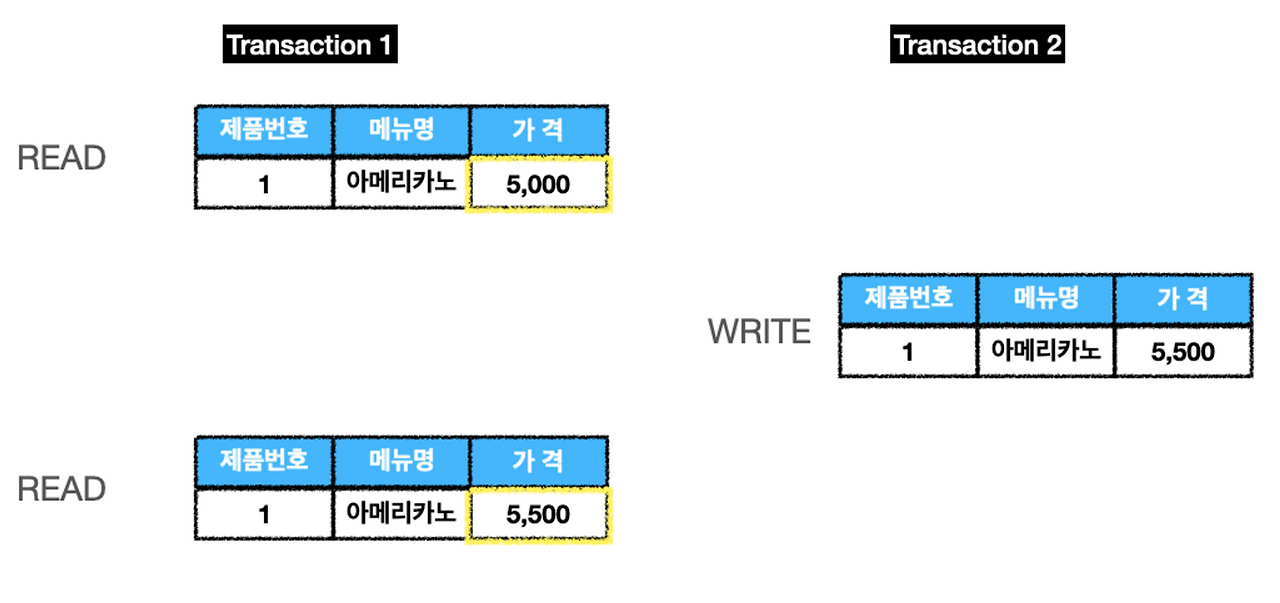 Transaction 1
Transaction 2
READ
제품번호 메뉴명 가 격
1 아메리카노 5,000
WRITE
제품번호 메뉴명 가 격
1 아메리카노 5,500
READ
제품번호 메뉴명 가 격
1 아메리카노 5,500